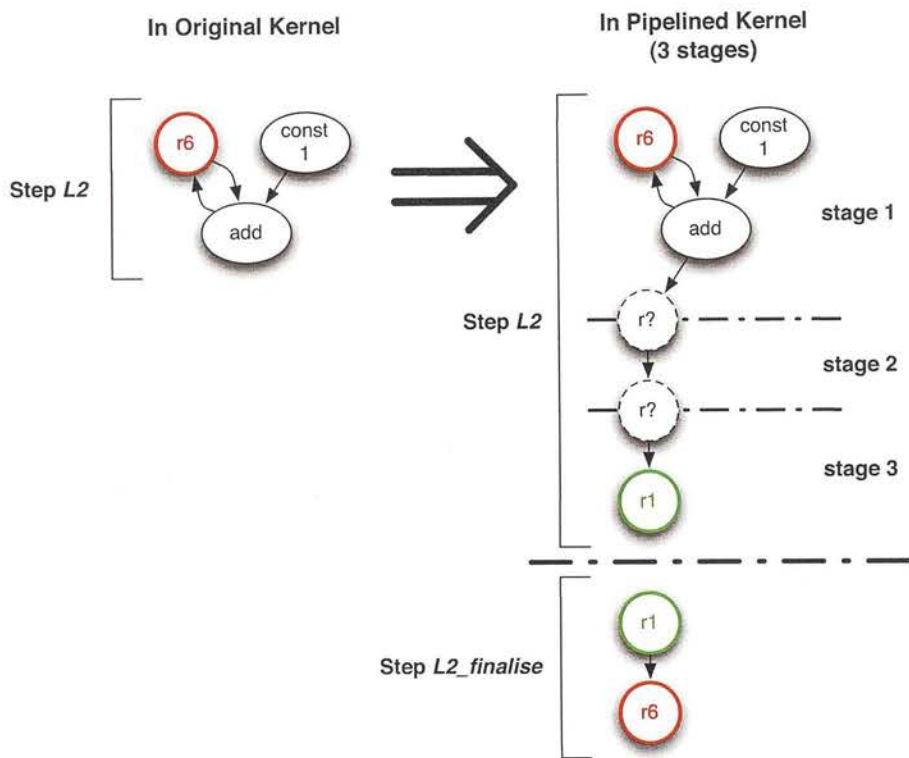 In Original Kernel
In Pipelined Kernel
(3 stages)
Step L2
r6
const
1
add
r6
const
1
add
stage 1
Step L2
r?
stage 2
r?
stage 3
r1
Step L2_finalise
r1
r6